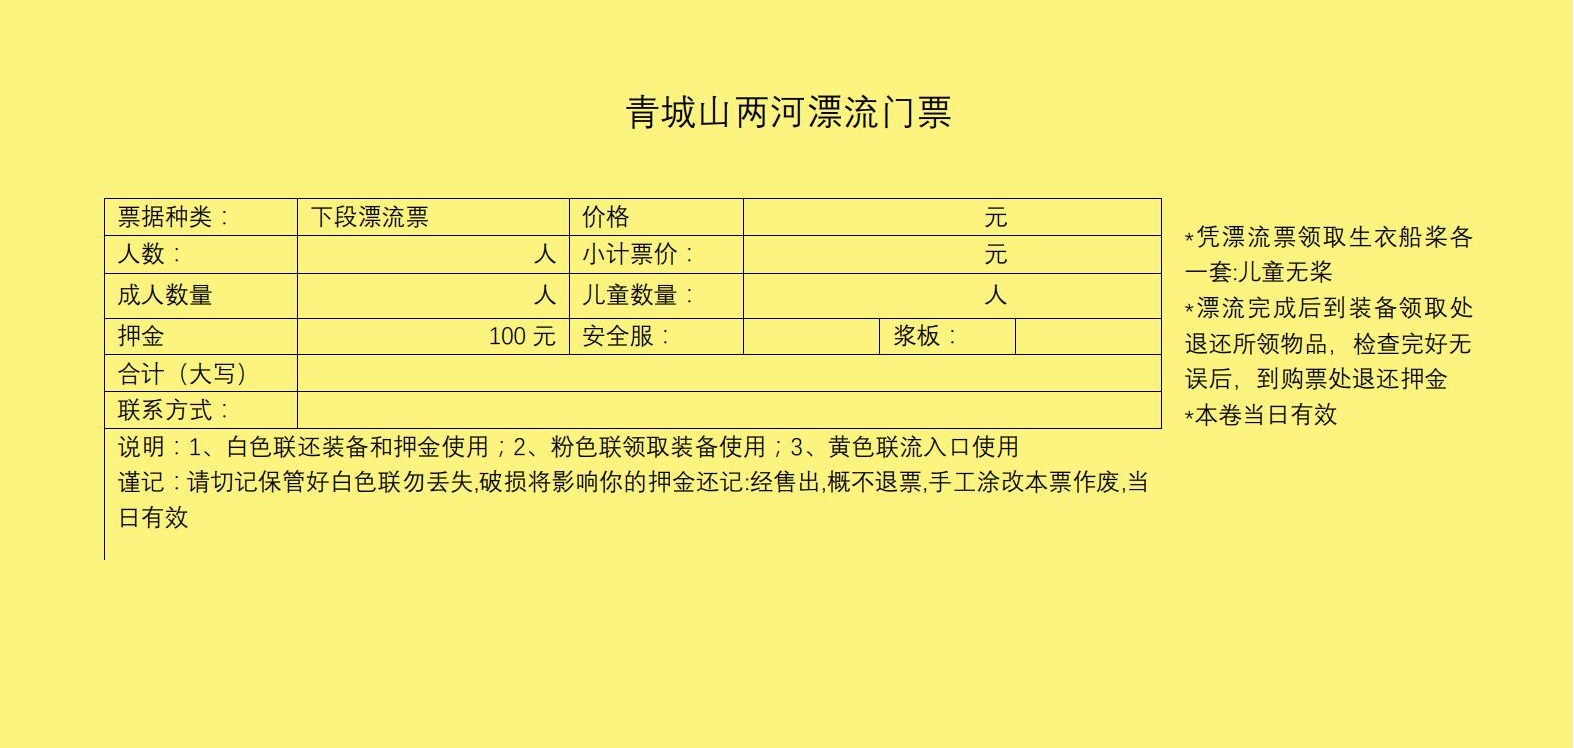 青城山两河漂流门票
票据种类： 下段漂流票 价格 元
人数： 人 小计票价： 元
成人数量 人 儿童数量： 人
押金 100 元 安全服： 浆板：
合计（大写）
联系方式：
说明：1、白色联还装备和押金使用；2、粉色联领取装备使用；3、黄色联流入口使用
谨记：请切记保管好白色联勿丢失,破损将影响你的押金还记:经售出,概不退票,手工涂改本票作废,当
日有效
*凭漂流票领取生衣船桨各
一套:儿童无桨
*漂流完成后到装备领取处
退还所领物品，检查完好无
误后，到购票处退还押金
*本卷当日有效